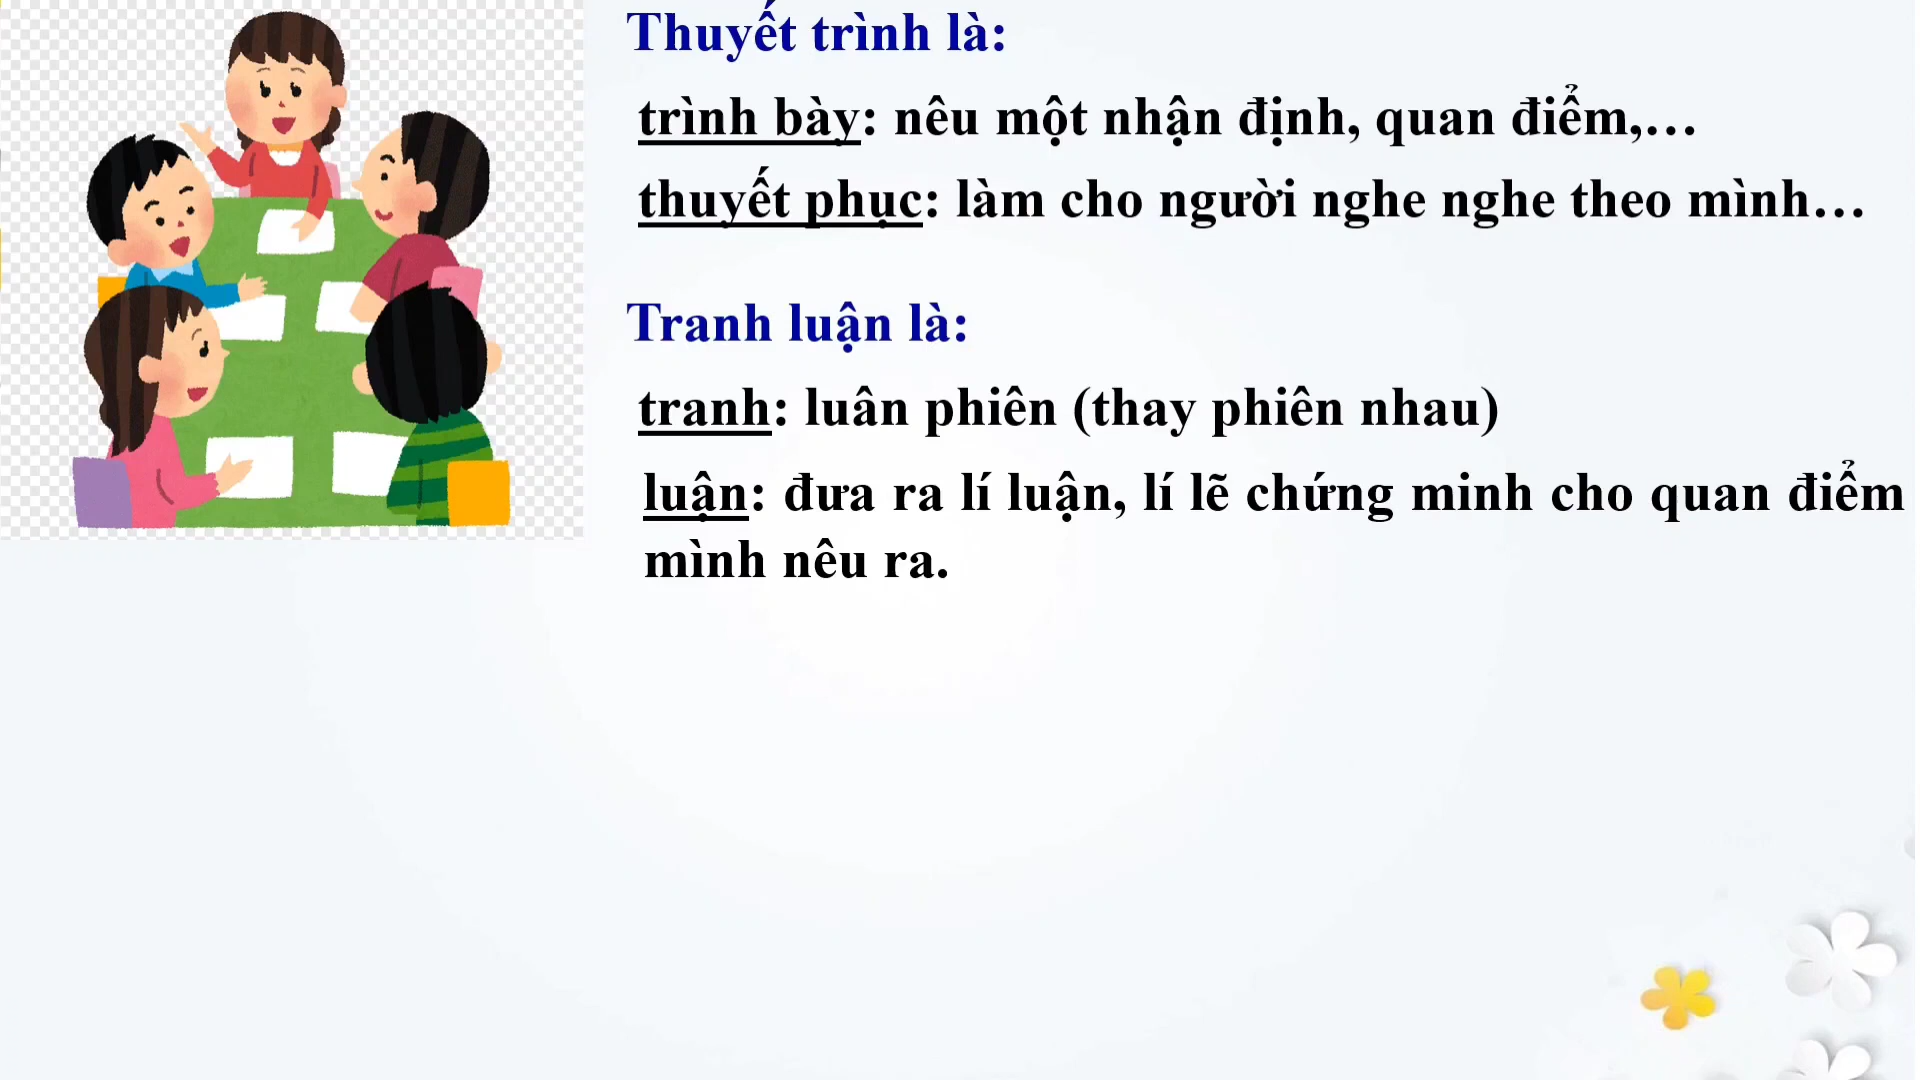 Thuyết trình là:
trình bày: nêu một nhận định, quan điểm,…
thuyết phục: làm cho người nghe nghe theo mình…
Tranh luận là:
tranh: luân phiên (thay phiên nhau)
luận: đưa ra lí luận, lí lẽ chứng minh cho quan điểm
mình nêu ra.